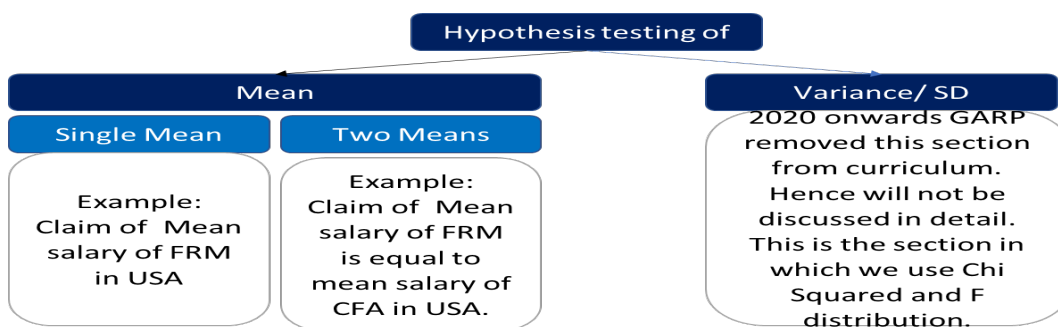 Hypothesis testing of
Mean
Variance/ SD
Single Mean
Two Means
Example:
Claim of Mean
salary of FRM
in USA
Example:
Claim of Mean
salary of FRM
is equal to
mean salary of
CFA in USA.
2020 onwards GARP
removed this section
from curriculum.
Hence will not be
discussed in detail.
This is the section in
which we use Chi
Squared and F
distribution.